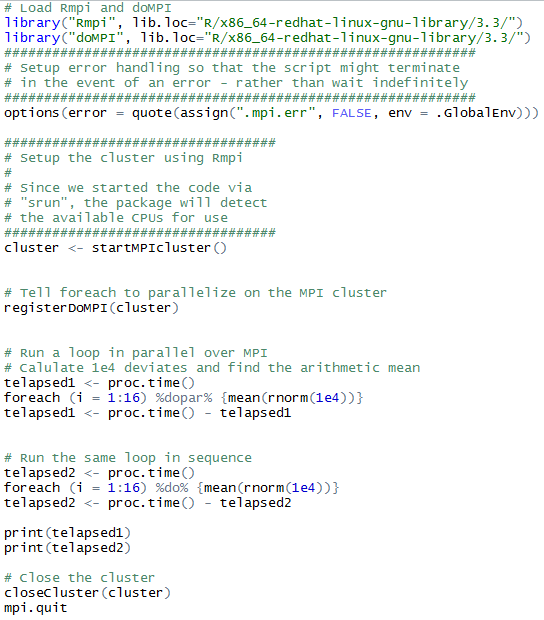 # Load Rmpi and doMPI
library("Rmpi", lib.loc="R/x86_64-redhat-linux-gnu-library/3.3/")
library("doMPI", lib.loc="R/x86_64-redhat-linux-gnu-library/3.3/")
###############################################################
# Setup error handling so that the script might terminate
# in the event of an error - rather than wait indefinitely
###############################################################
options(error = quote(assign(".mpi.err", FALSE, env = .GlobalEnv)))
####################################
# Setup the cluster using Rmpi
#
# Since we started the code via
# "srun", the package will detect
# the available CPUs for use
####################################
cluster <- startMPIcluster()
# Tell foreach to parallelize on the MPI cluster
registerDoMPI(cluster)
# Run a loop in parallel over MPI
# Calulate 1e4 deviates and find the arithmetic mean
telapsed1 <- proc.time()
foreach (i = 1:16) %dopar% {mean(rnorm(1e4))}
telapsed1 <- proc.time() - telapsed1
# Run the same loop in sequence
telapsed2 <- proc.time()
foreach (i = 1:16) %do% {mean(rnorm(1e4))}
telapsed2 <- proc.time() - telapsed2
print(telapsed1)
print(telapsed2)
# Close the cluster
closeCluster(cluster)
mpi.quit